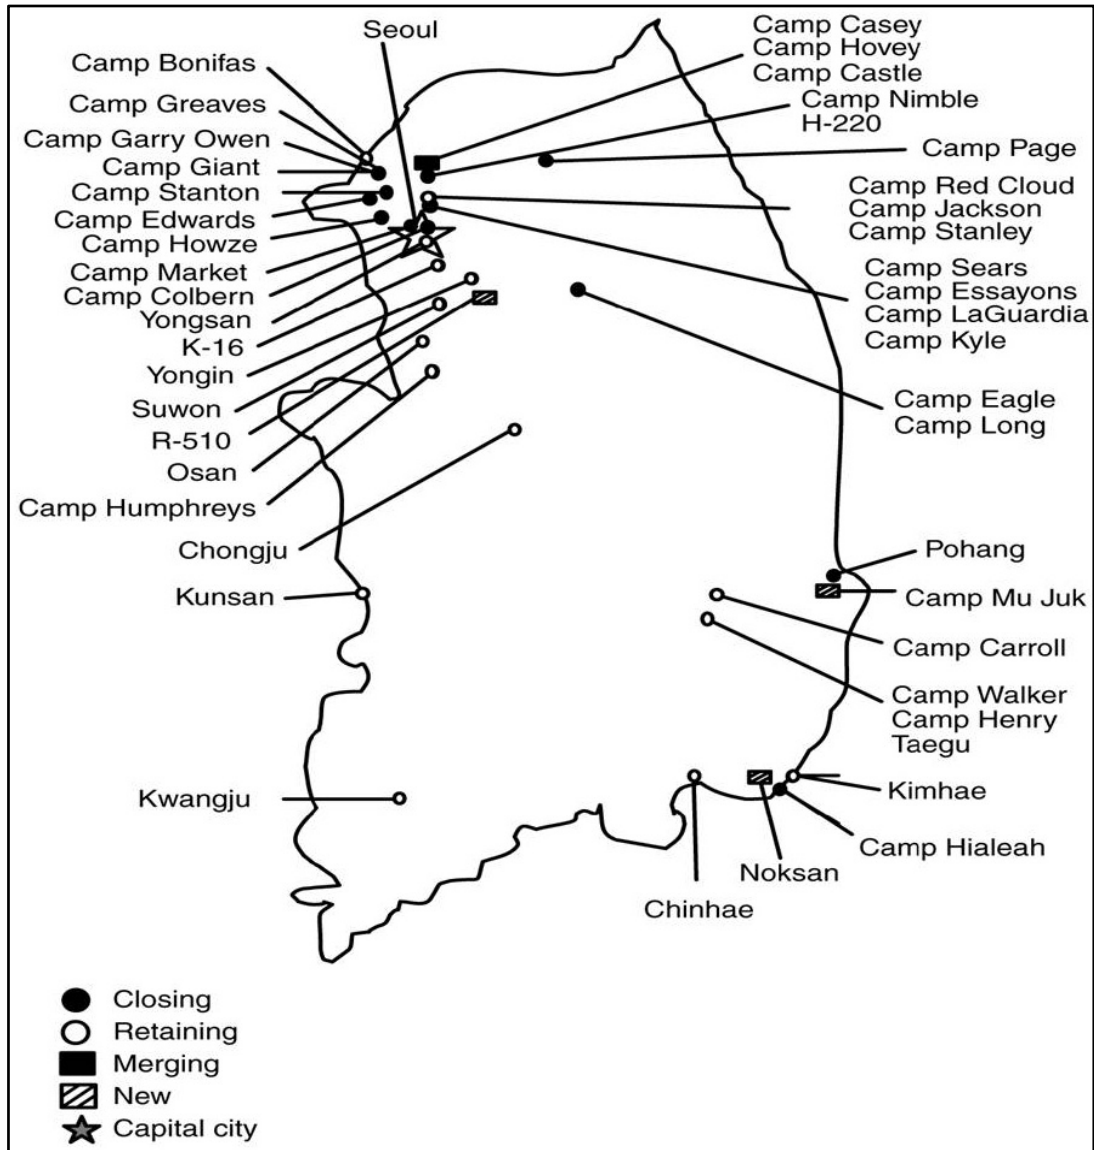 Seoul
Camp Bonifas
Camp Greaves
Camp Garry Owen
Camp Giant
Camp Stanton
Camp Edwards
Camp Howze
Camp Market
Camp Colbern
Yongsan
K-16
Yongin
Suwon
R-510
Osan
Camp Humphreys
Chongju
Kunsan
Kwangju
Camp Casey
Camp Hovey
Camp Castle
Camp Nimble
H-220
Camp Page
Camp Red Cloud
Camp Jackson
Camp Stanley
Camp Sears
Camp Essayons
Camp LaGuardia
Camp Kyle
Camp Eagle
Camp Long
Pohang
Camp Mu Juk
Camp Carroll
Camp Walker
Camp Henry
Taegu
Kimhae
Camp Hialeah
Noksan
Chinhae
Closing
Retaining
Merging
New
Capital city